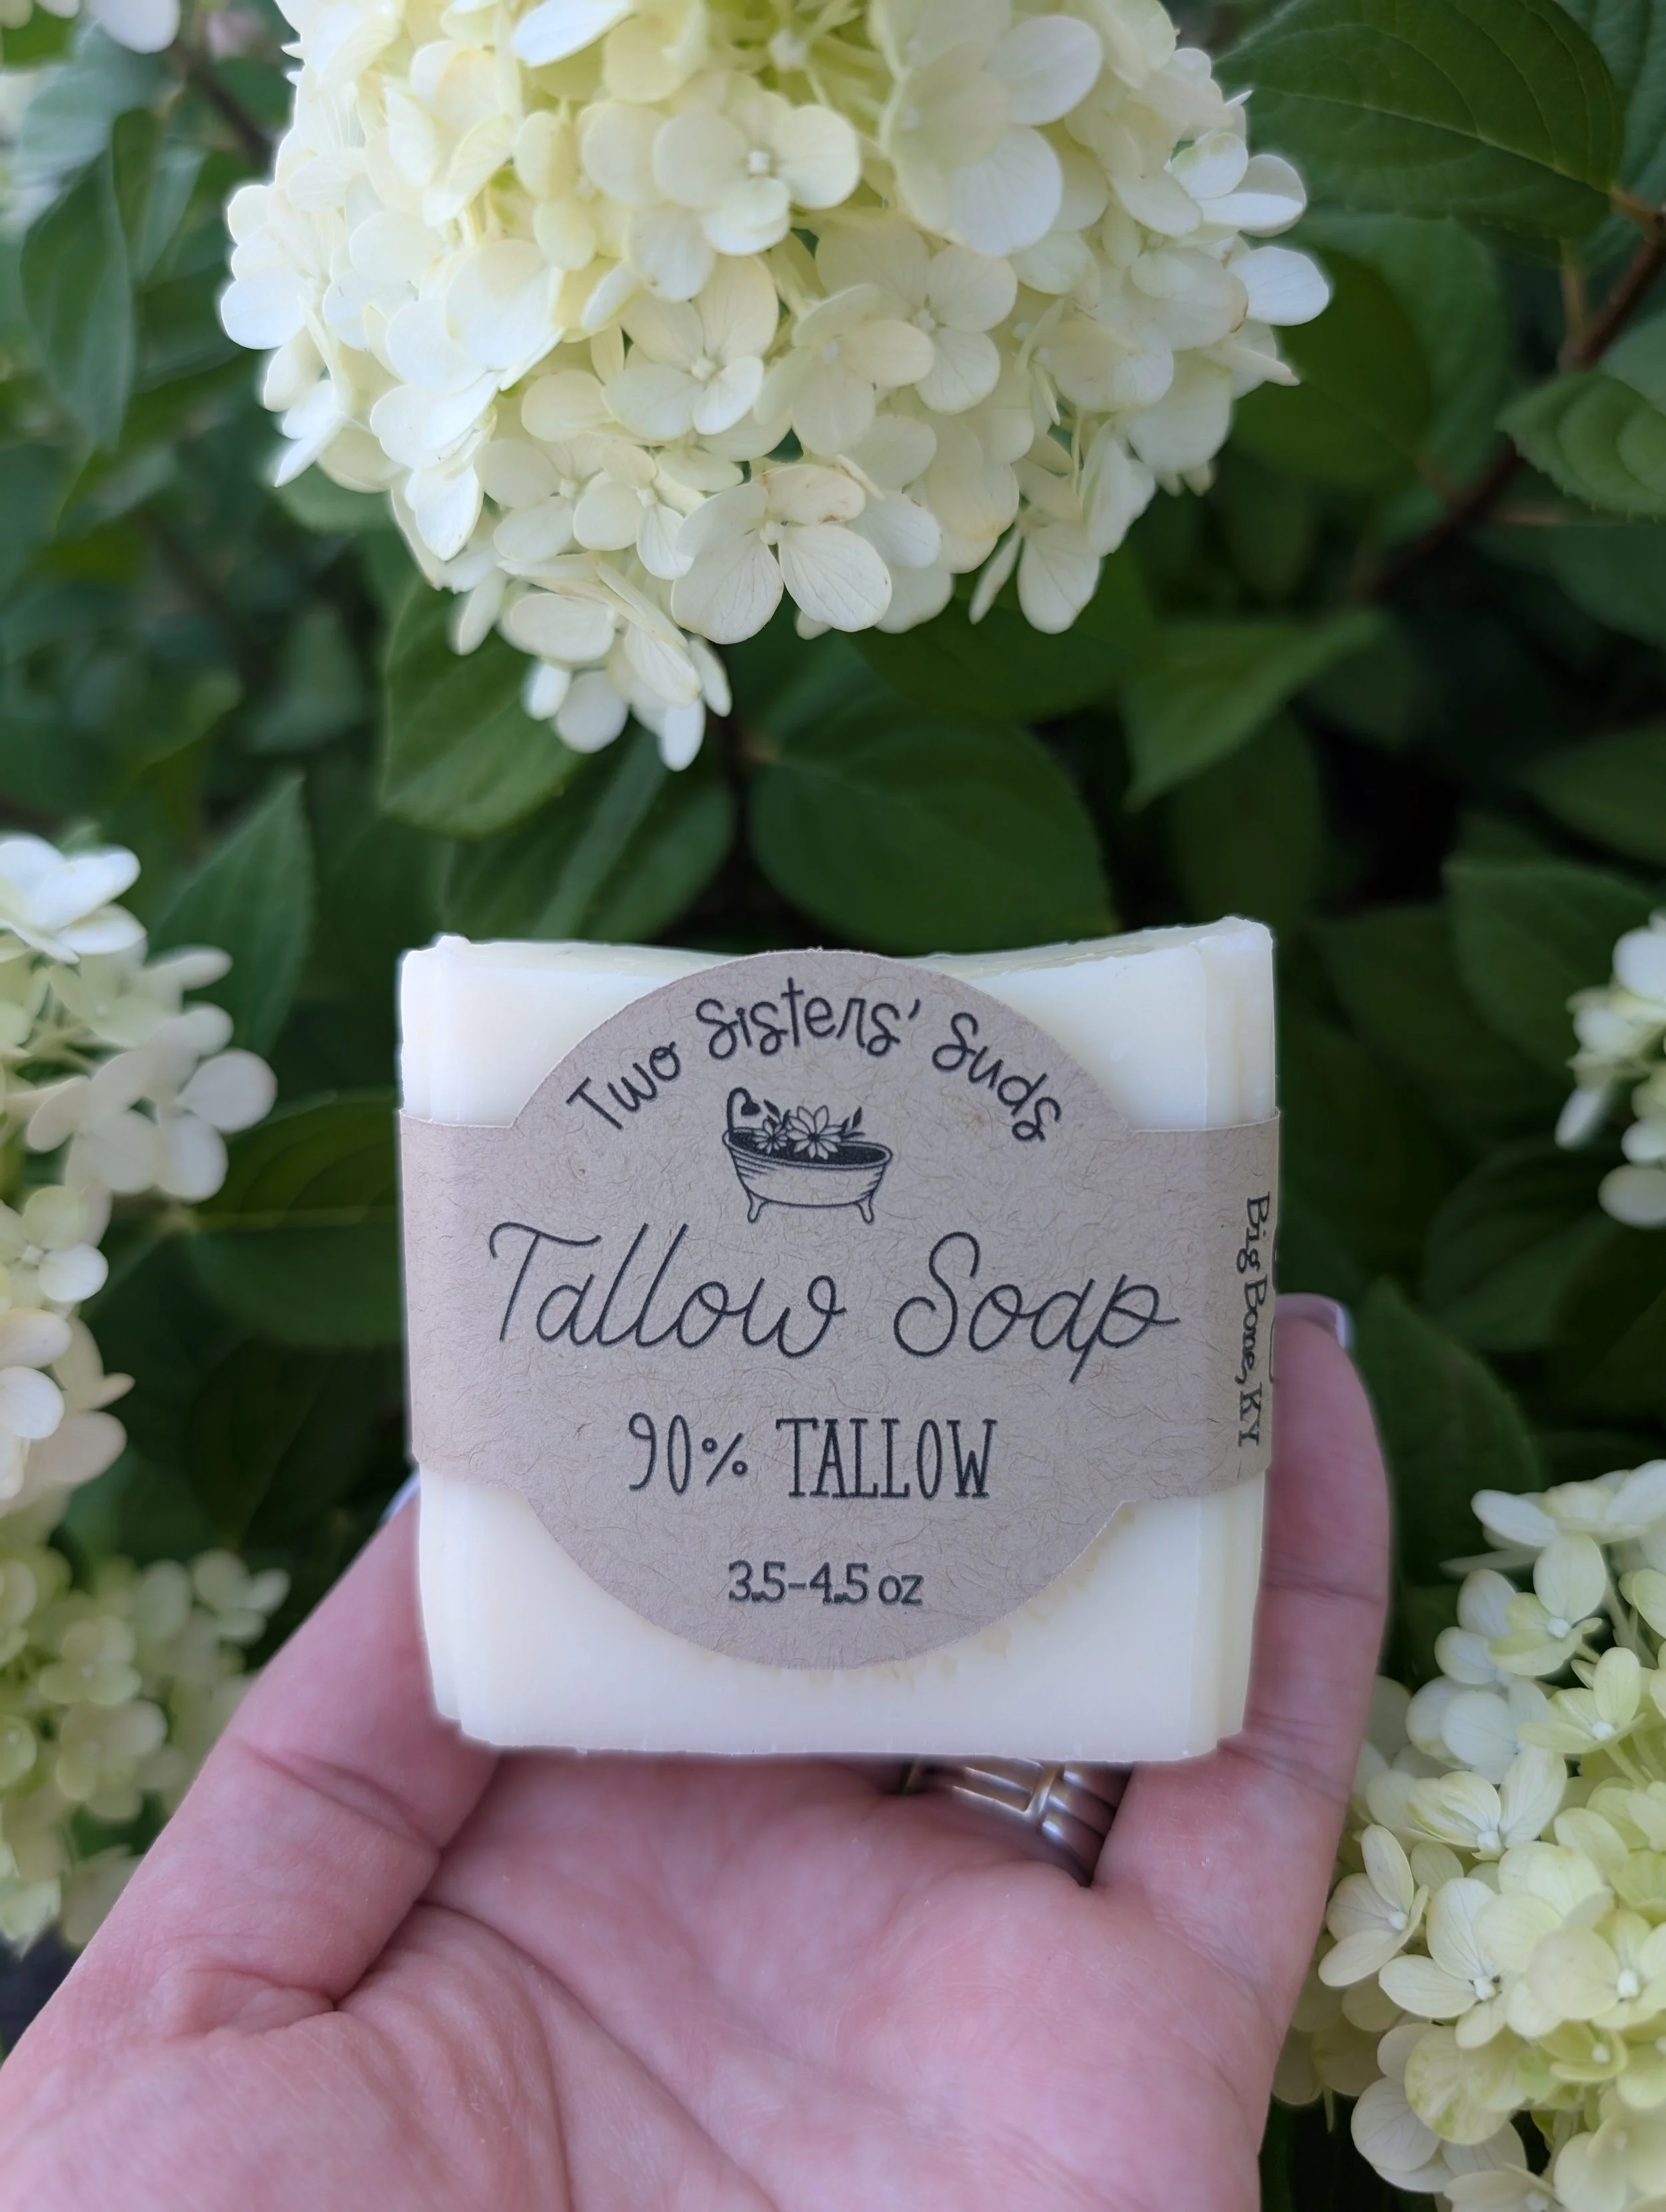 Two Sisters' Suds
Tallow Soap
90% TALLOW
3.5-4.5 oz
Big Bone, KY